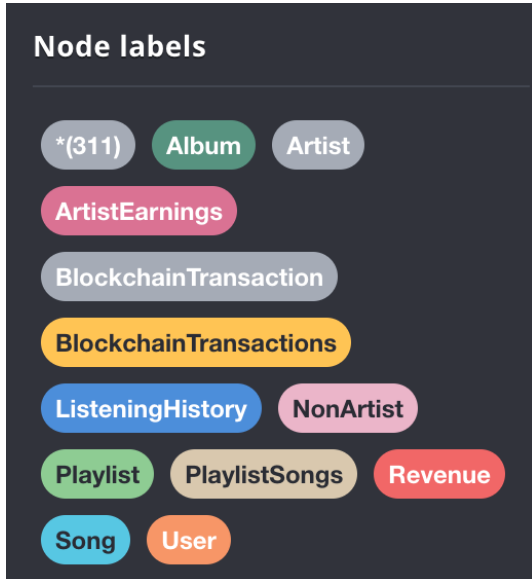 Node labels
*(311) Album Artist
ArtistEarnings
BlockchainTransaction
BlockchainTransactions
ListeningHistory NonArtist
Playlist PlaylistSongs Revenue
Song User